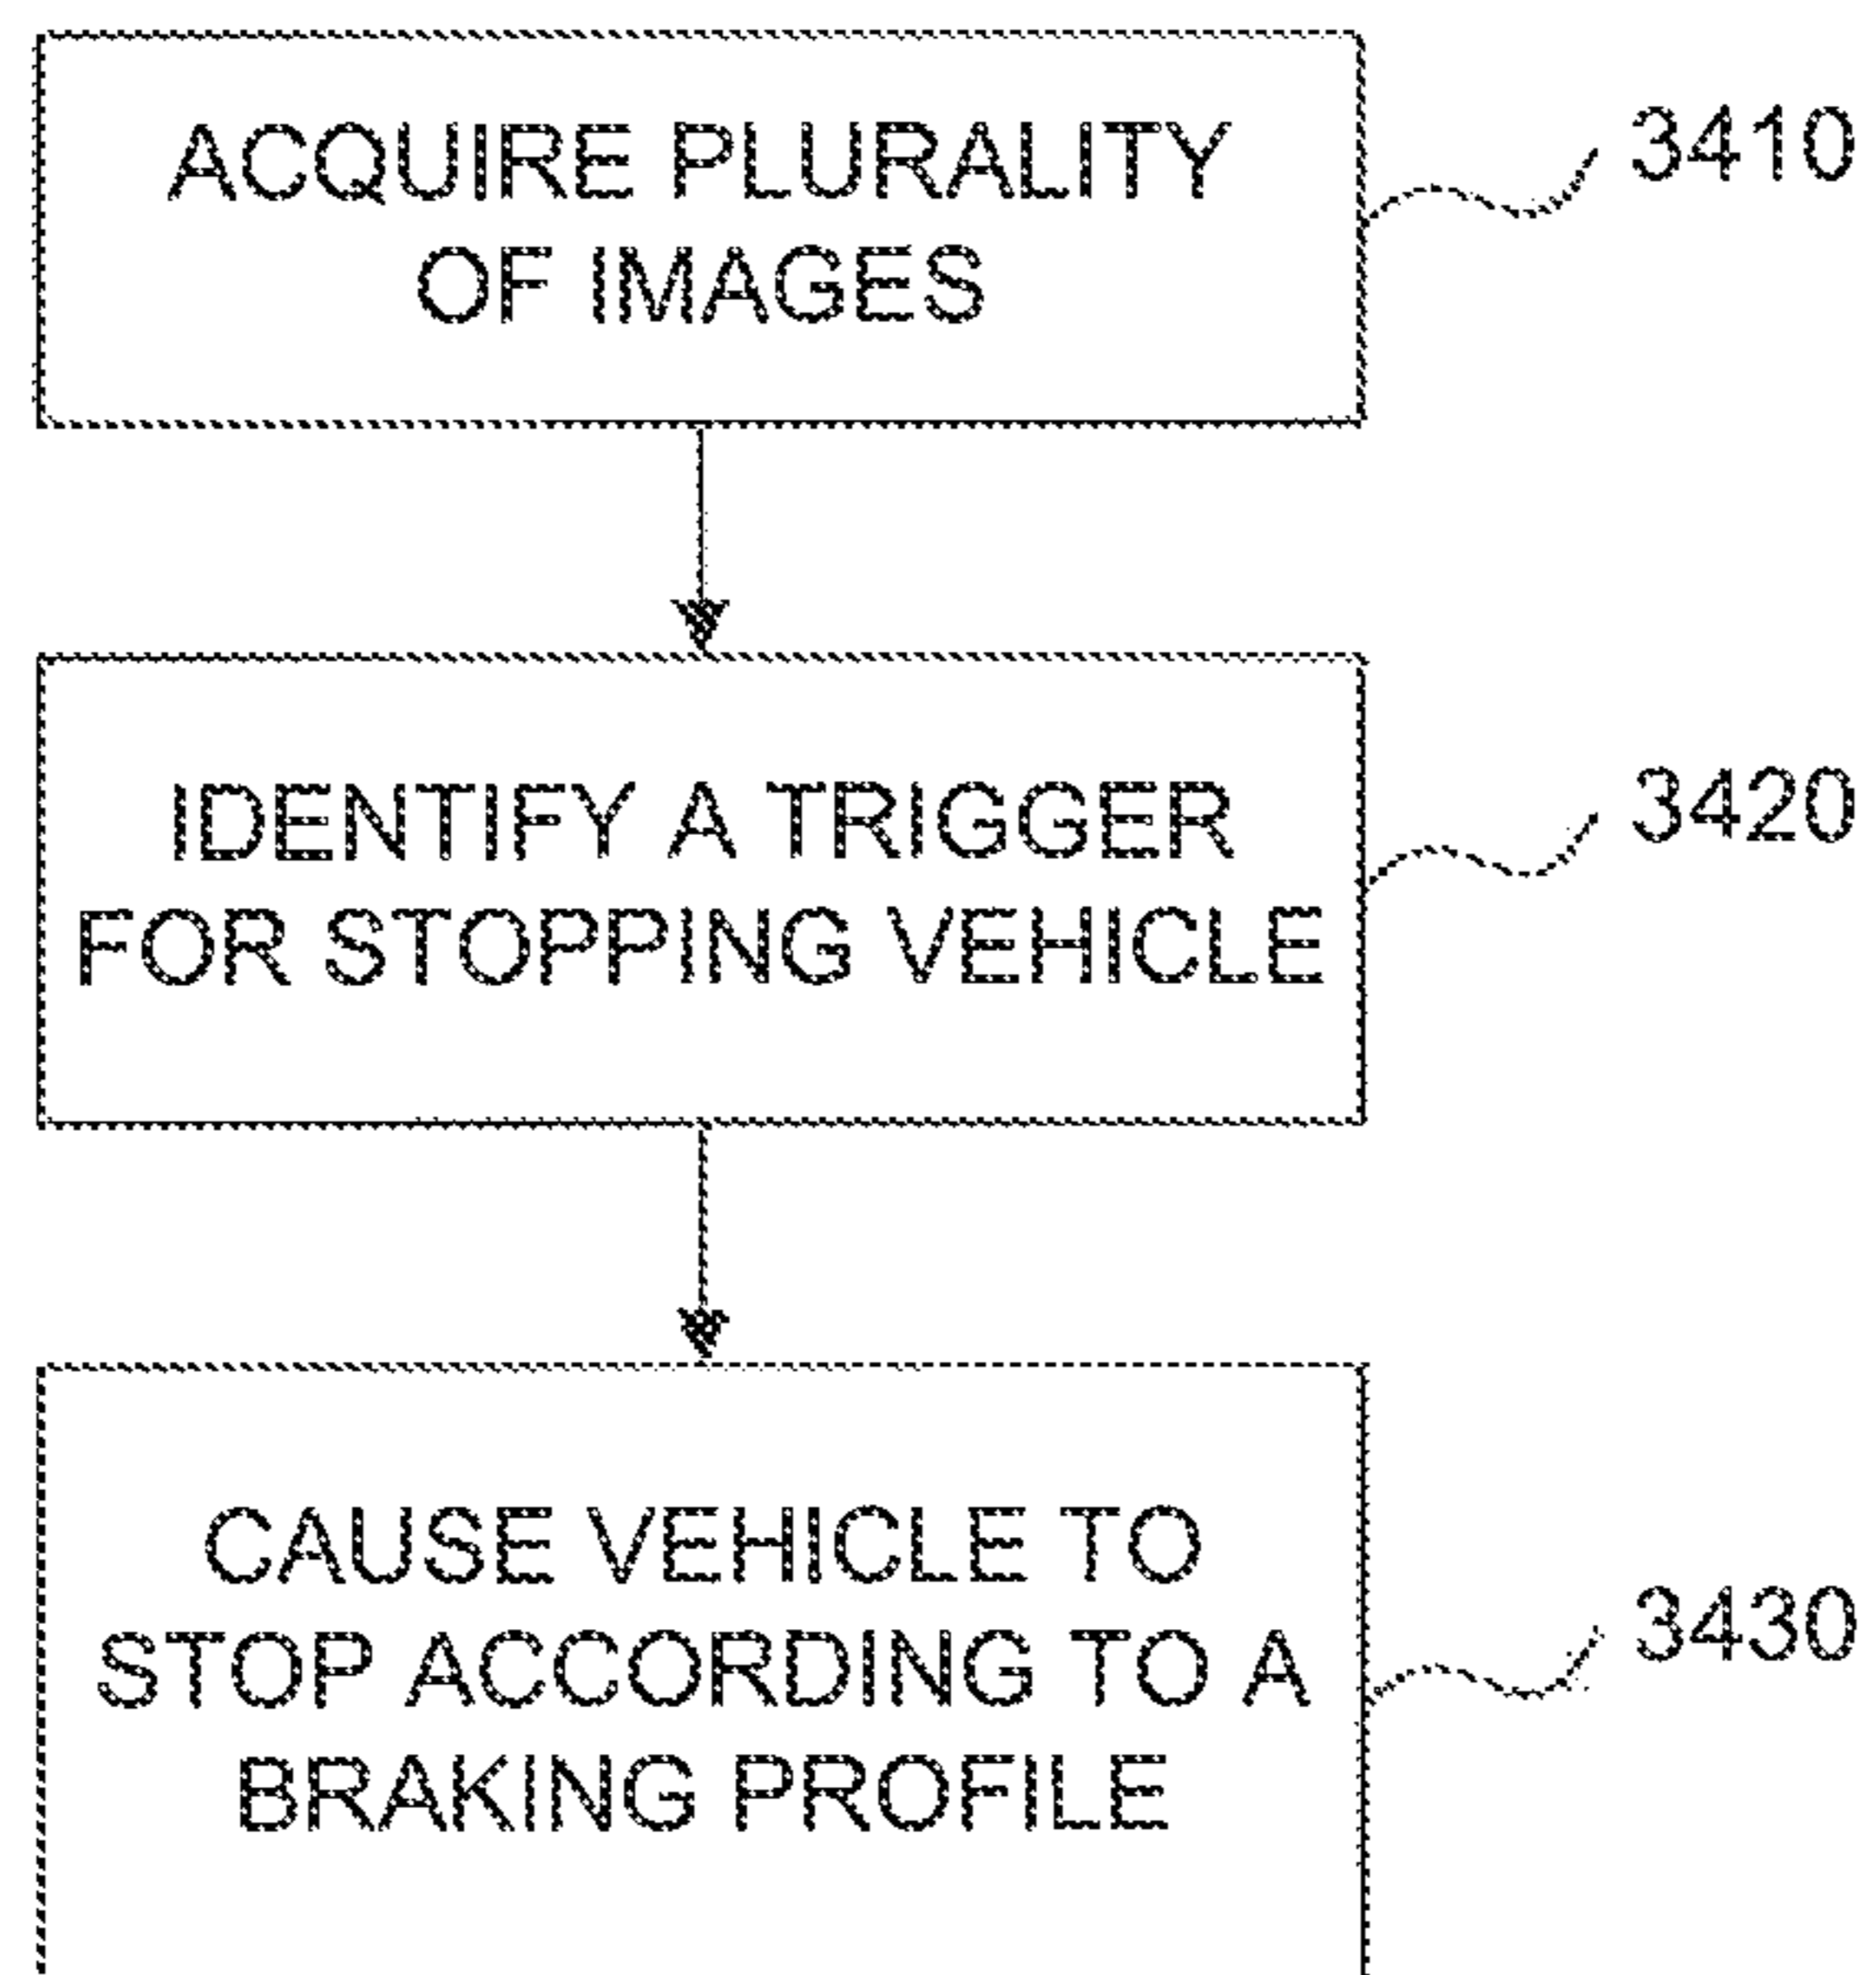 ACQUIRE PLURALITY
OF IMAGES
3410
IDENTIFY A TRIGGER
FOR STOPPING VEHICLE
3420
CAUSE VEHICLE TO
STOP ACCORDING TO A
BRAKING PROFILE
3430